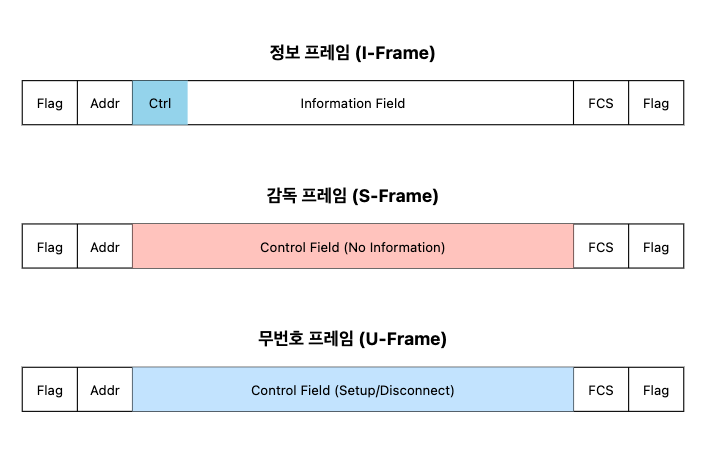 정보 프레임 (I-Frame)
Flag Addr Ctrl Information Field FCS Flag
감독 프레임 (S-Frame)
Flag Addr Control Field (No Information) FCS Flag
무번호 프레임 (U-Frame)
Flag Addr Control Field (Setup/Disconnect) FCS Flag